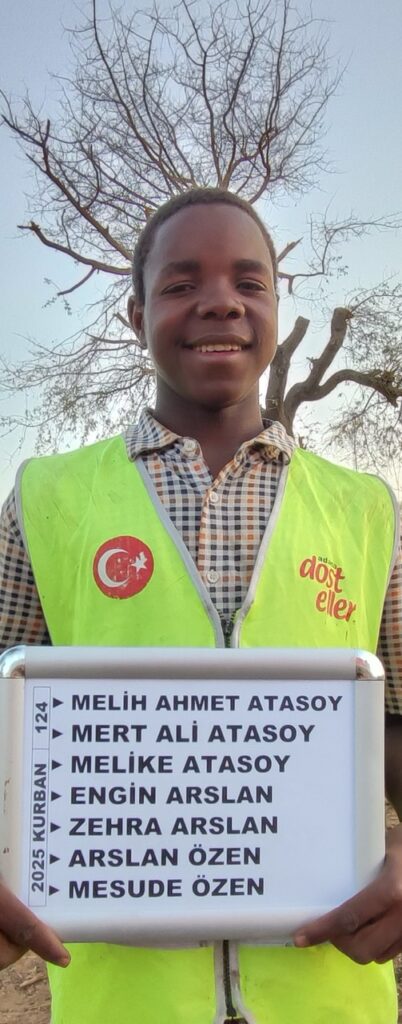 adana
dost
eller
2025 KURBAN 124
MELİH AHMET ATASOY
MERT ALİ ATASOY
MELİKE ATASOY
ENGİN ARSLAN
ZEHRA ARSLAN
ARSLAN ÖZEN
MESUDE ÖZEN